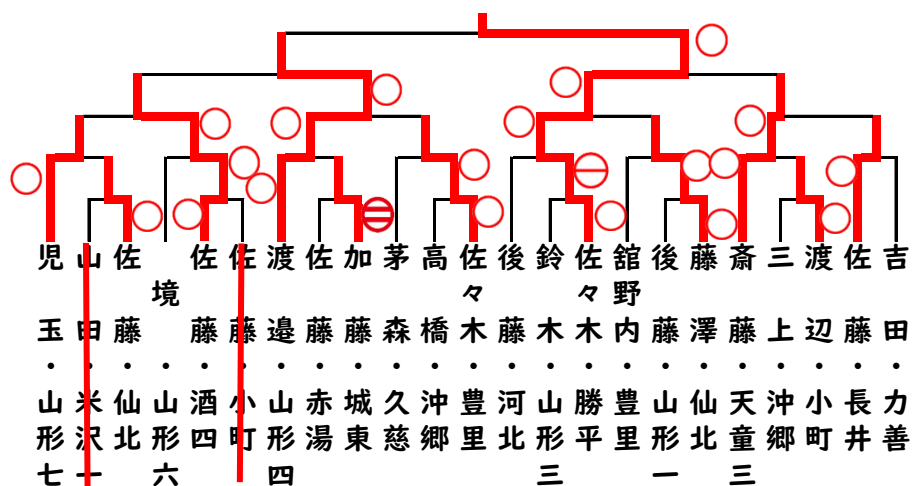 児玉・山形七
山田・米沢一
佐藤・仙北
境・山形六
佐藤・酒四
佐藤・小町
渡邉・山形四
佐藤・赤湯
加藤・城東
茅森・久慈
高橋・沖郷
佐々木・豊里
後藤・河北
鈴木・山形三
佐々木・勝平
舘野内・豊里
後藤・山形一
藤澤・仙北
斎藤・天童三
三上・沖郷
渡辺・小町
佐藤・長井
吉田・力善